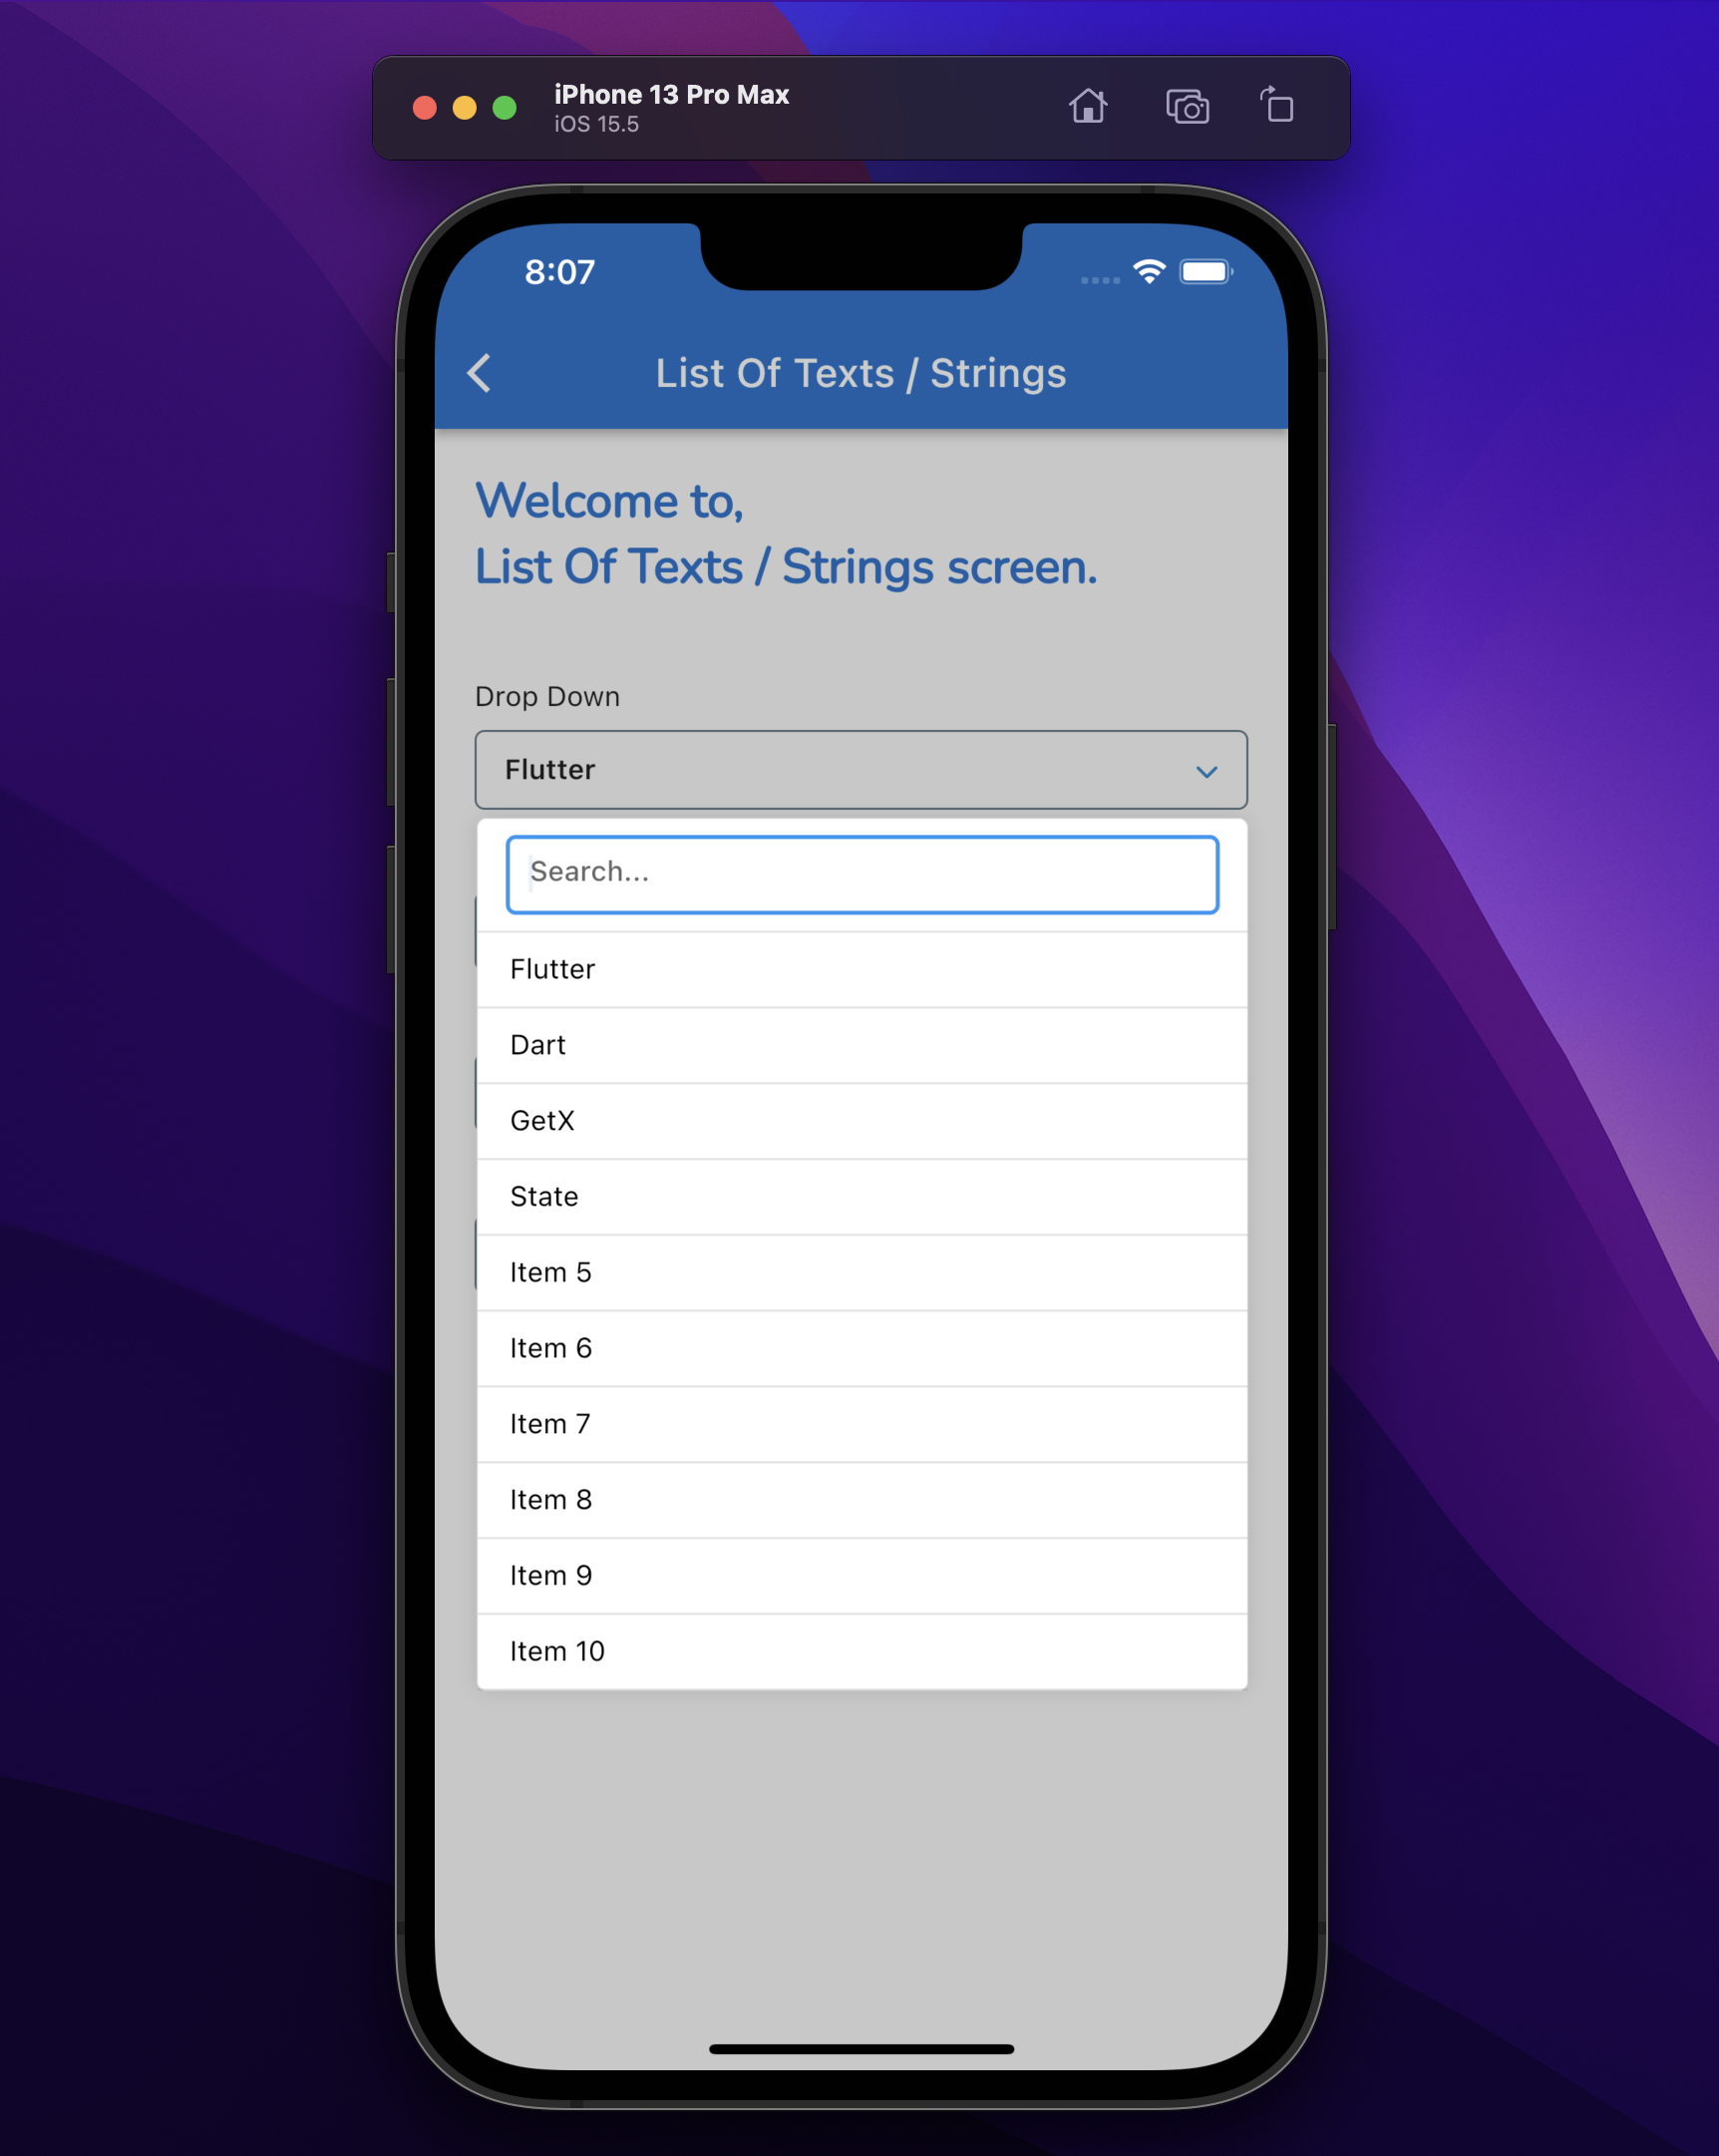 iPhone 13 Pro Max
iOS 15.5
8:07
List Of Texts / Strings
Welcome to,
List Of Texts / Strings screen.
Drop Down
Flutter
Search...
Flutter
Dart
GetX
State
Item 5
Item 6
Item 7
Item 8
Item 9
Item 10